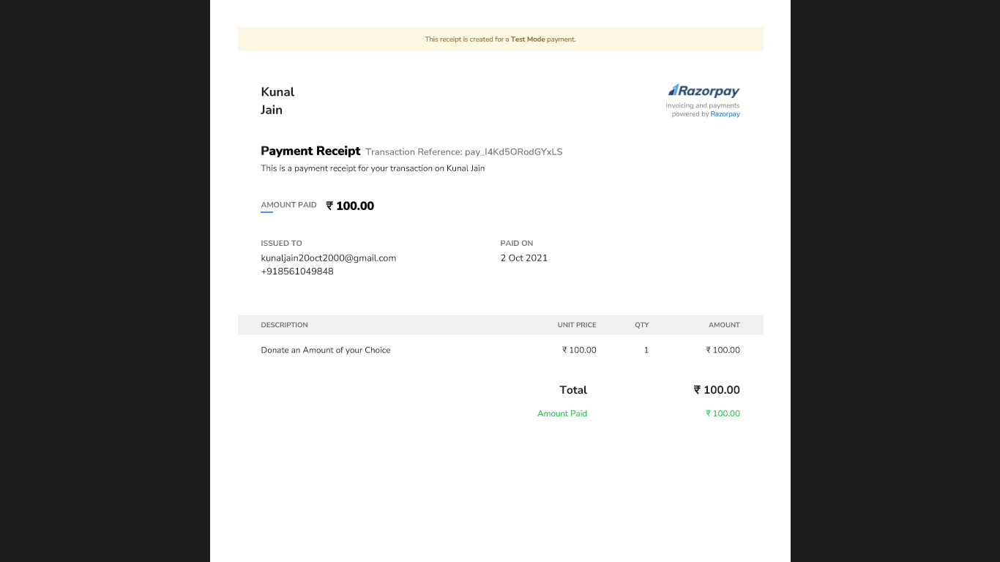 This receipt is created for a Test Mode payment.
Kunal
Jain
Razorpay
Invoicing and payments
powered by Razorpay
Payment Receipt Transaction Reference: pay_I4Kd5ORodGYxLS
This is a payment receipt for your transaction on Kunal Jain
AMOUNT PAID ₹ 100.00
ISSUED TO
kunaljain20oct2000@gmail.com
+918561049848
PAID ON
2 Oct 2021
DESCRIPTION UNIT PRICE QTY AMOUNT
Donate an Amount of your Choice ₹ 100.00 1 ₹ 100.00
Total ₹ 100.00
Amount Paid ₹ 100.00